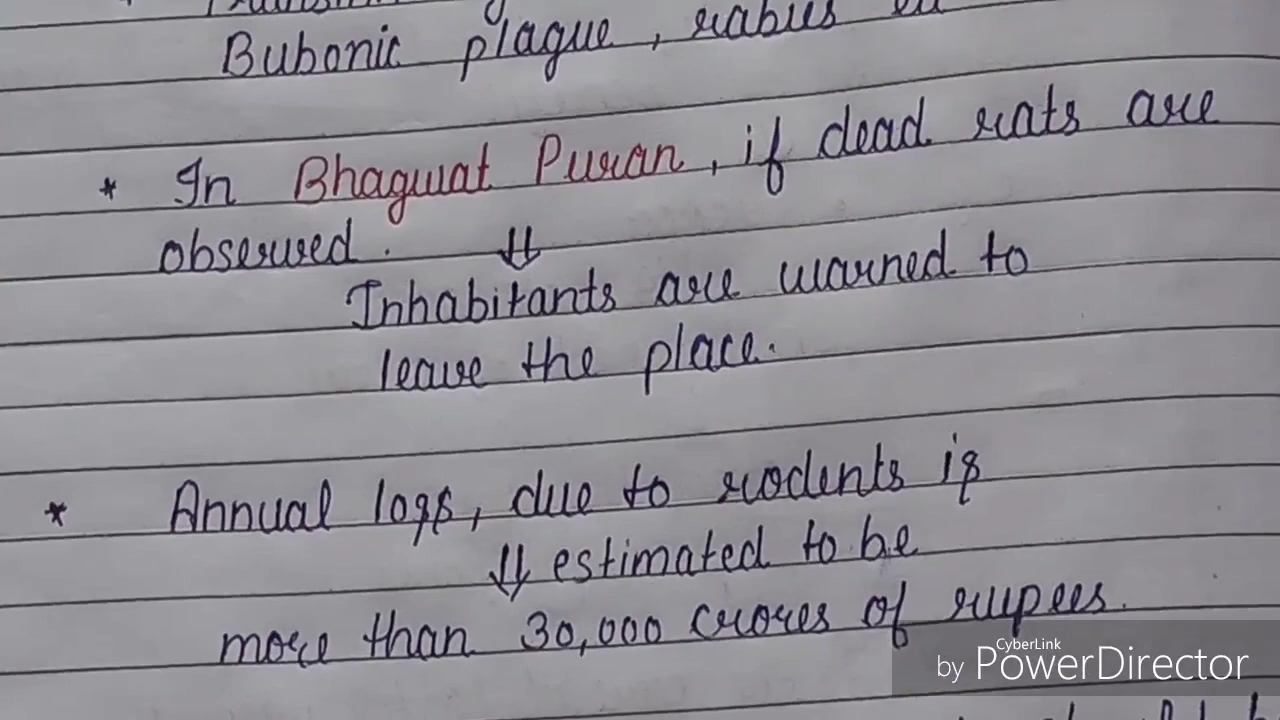 Bubonic plague, rabies
* In Bhagwat Puran, if dead rats are
observed. ⇓
Inhabitants are warned to
leave the place.
* Annual loss, due to rodents is
⇓ estimated to be
more than 30,000 crores of rupees.
CyberLink
by PowerDirector